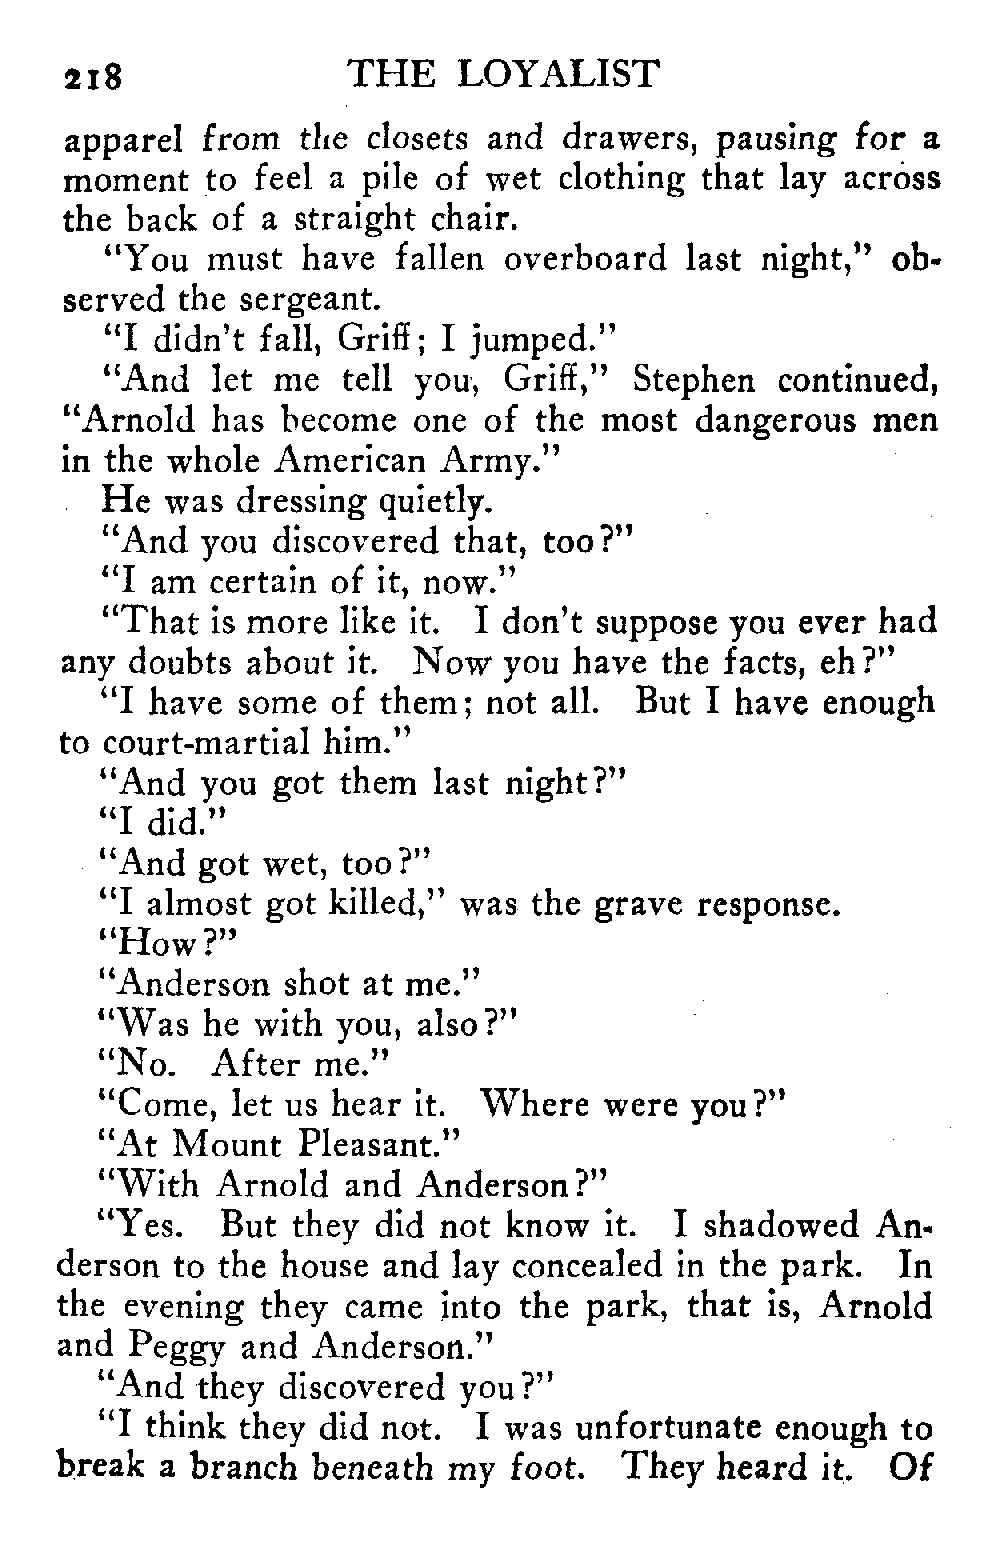 218 THE LOYALIST
apparel from the closets and drawers, pausing for a
moment to feel a pile of wet clothing that lay across
the back of a straight chair.
"You must have fallen overboard last night," ob-
served the sergeant.
"I didn't fall, Griff; I jumped."
"And let me tell you, Griff," Stephen continued,
"Arnold has become one of the most dangerous men
in the whole American Army."
He was dressing quietly.
"And you discovered that, too?"
"I am certain of it, now."
"That is more like it. I don't suppose you ever had
any doubts about it. Now you have the facts, eh?"
"I have some of them; not all. But I have enough
to court-martial him."
"And you got them last night?"
"I did."
"And got wet, too?"
"I almost got killed," was the grave response.
"How?"
"Anderson shot at me."
"Was he with you, also?"
"No. After me."
"Come, let us hear it. Where were you?"
"At Mount Pleasant."
"With Arnold and Anderson?"
"Yes. But they did not know it. I shadowed An-
derson to the house and lay concealed in the park. In
the evening they came into the park, that is, Arnold
and Peggy and Anderson."
"And they discovered you?"
"I think they did not. I was unfortunate enough to
break a branch beneath my foot. They heard it. Of